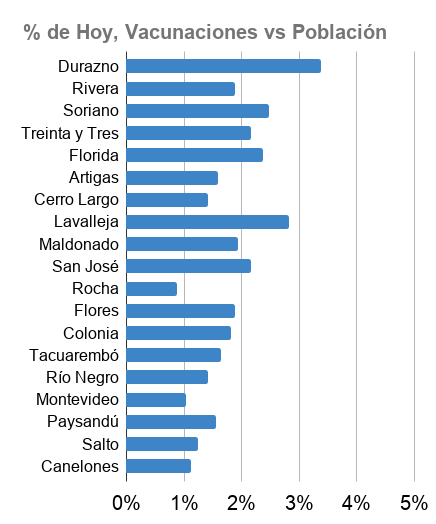 % de Hoy, Vacunaciones vs Población
Durazno
Rivera
Soriano
Treinta y Tres
Florida
Artigas
Cerro Largo
Lavalleja
Maldonado
San José
Rocha
Flores
Colonia
Tacuarembó
Río Negro
Montevideo
Paysandú
Salto
Canelones
0% 1% 2% 3% 4% 5%